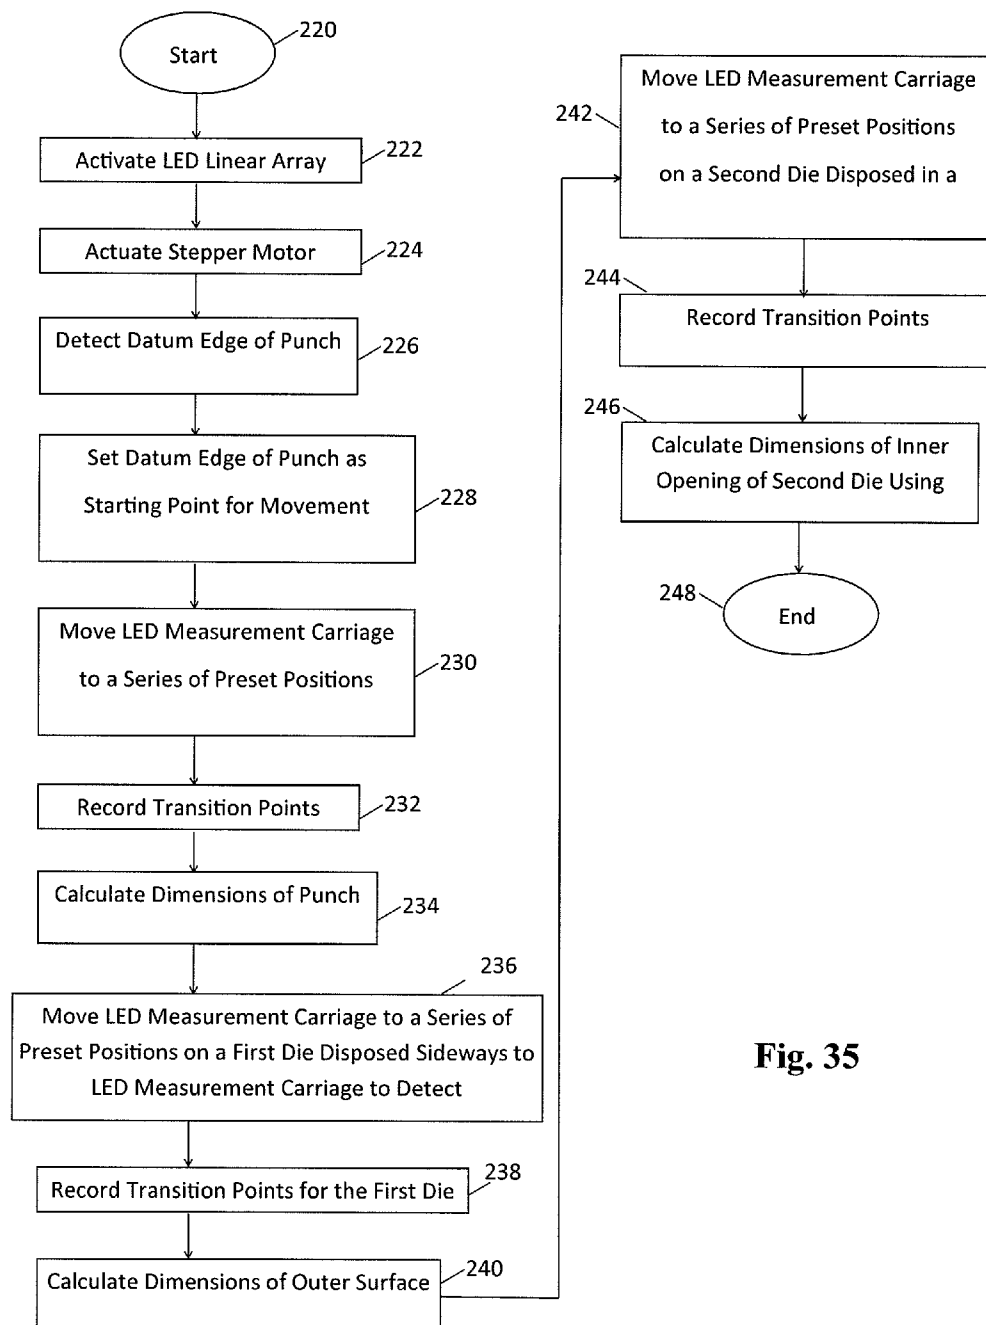 Start
220
Activate LED Linear Array
222
Actuate Stepper Motor
224
Detect Datum Edge of Punch
226
Set Datum Edge of Punch as
Starting Point for Movement
228
Move LED Measurement Carriage
to a Series of Preset Positions
230
Record Transition Points
232
Calculate Dimensions of Punch
234
236
Move LED Measurement Carriage to a Series of
Preset Positions on a First Die Disposed Sideways to
LED Measurement Carriage to Detect
Record Transition Points for the First Die
238
Calculate Dimensions of Outer Surface
240
242
Move LED Measurement Carriage
to a Series of Preset Positions
on a Second Die Disposed in a
244
Record Transition Points
246
Calculate Dimensions of Inner
Opening of Second Die Using
248
End
Fig. 35